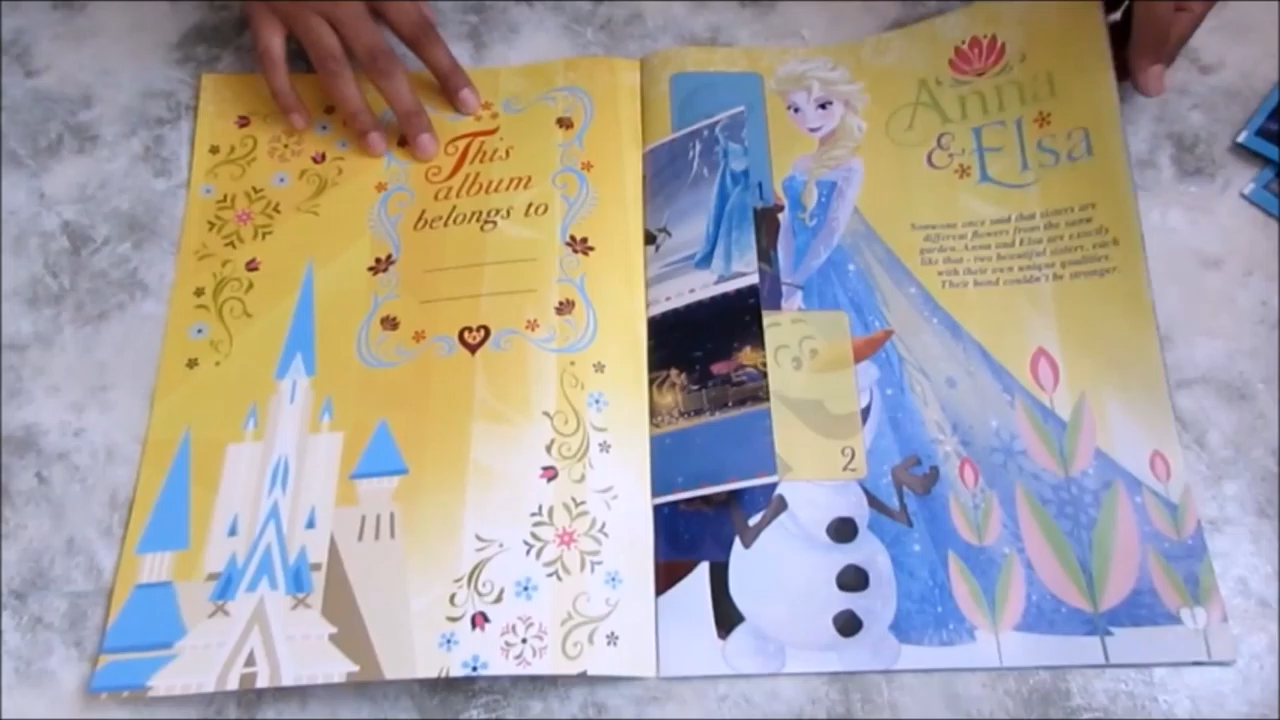 This
album
belongs to
Anna
& Elsa
Someone once said that sisters are
different flowers from the same
garden. Anna and Elsa are exactly
like that - two beautiful sisters, each
with their own unique qualities.
Their bond couldn't be stronger.
1
2